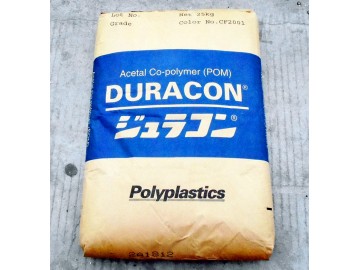 Lot No. Net 25kg
Grade Color No.CF2001
Acetal Co-polymer (POM)
DURACON®
ジュラコン®
Polyplastics
2A1812